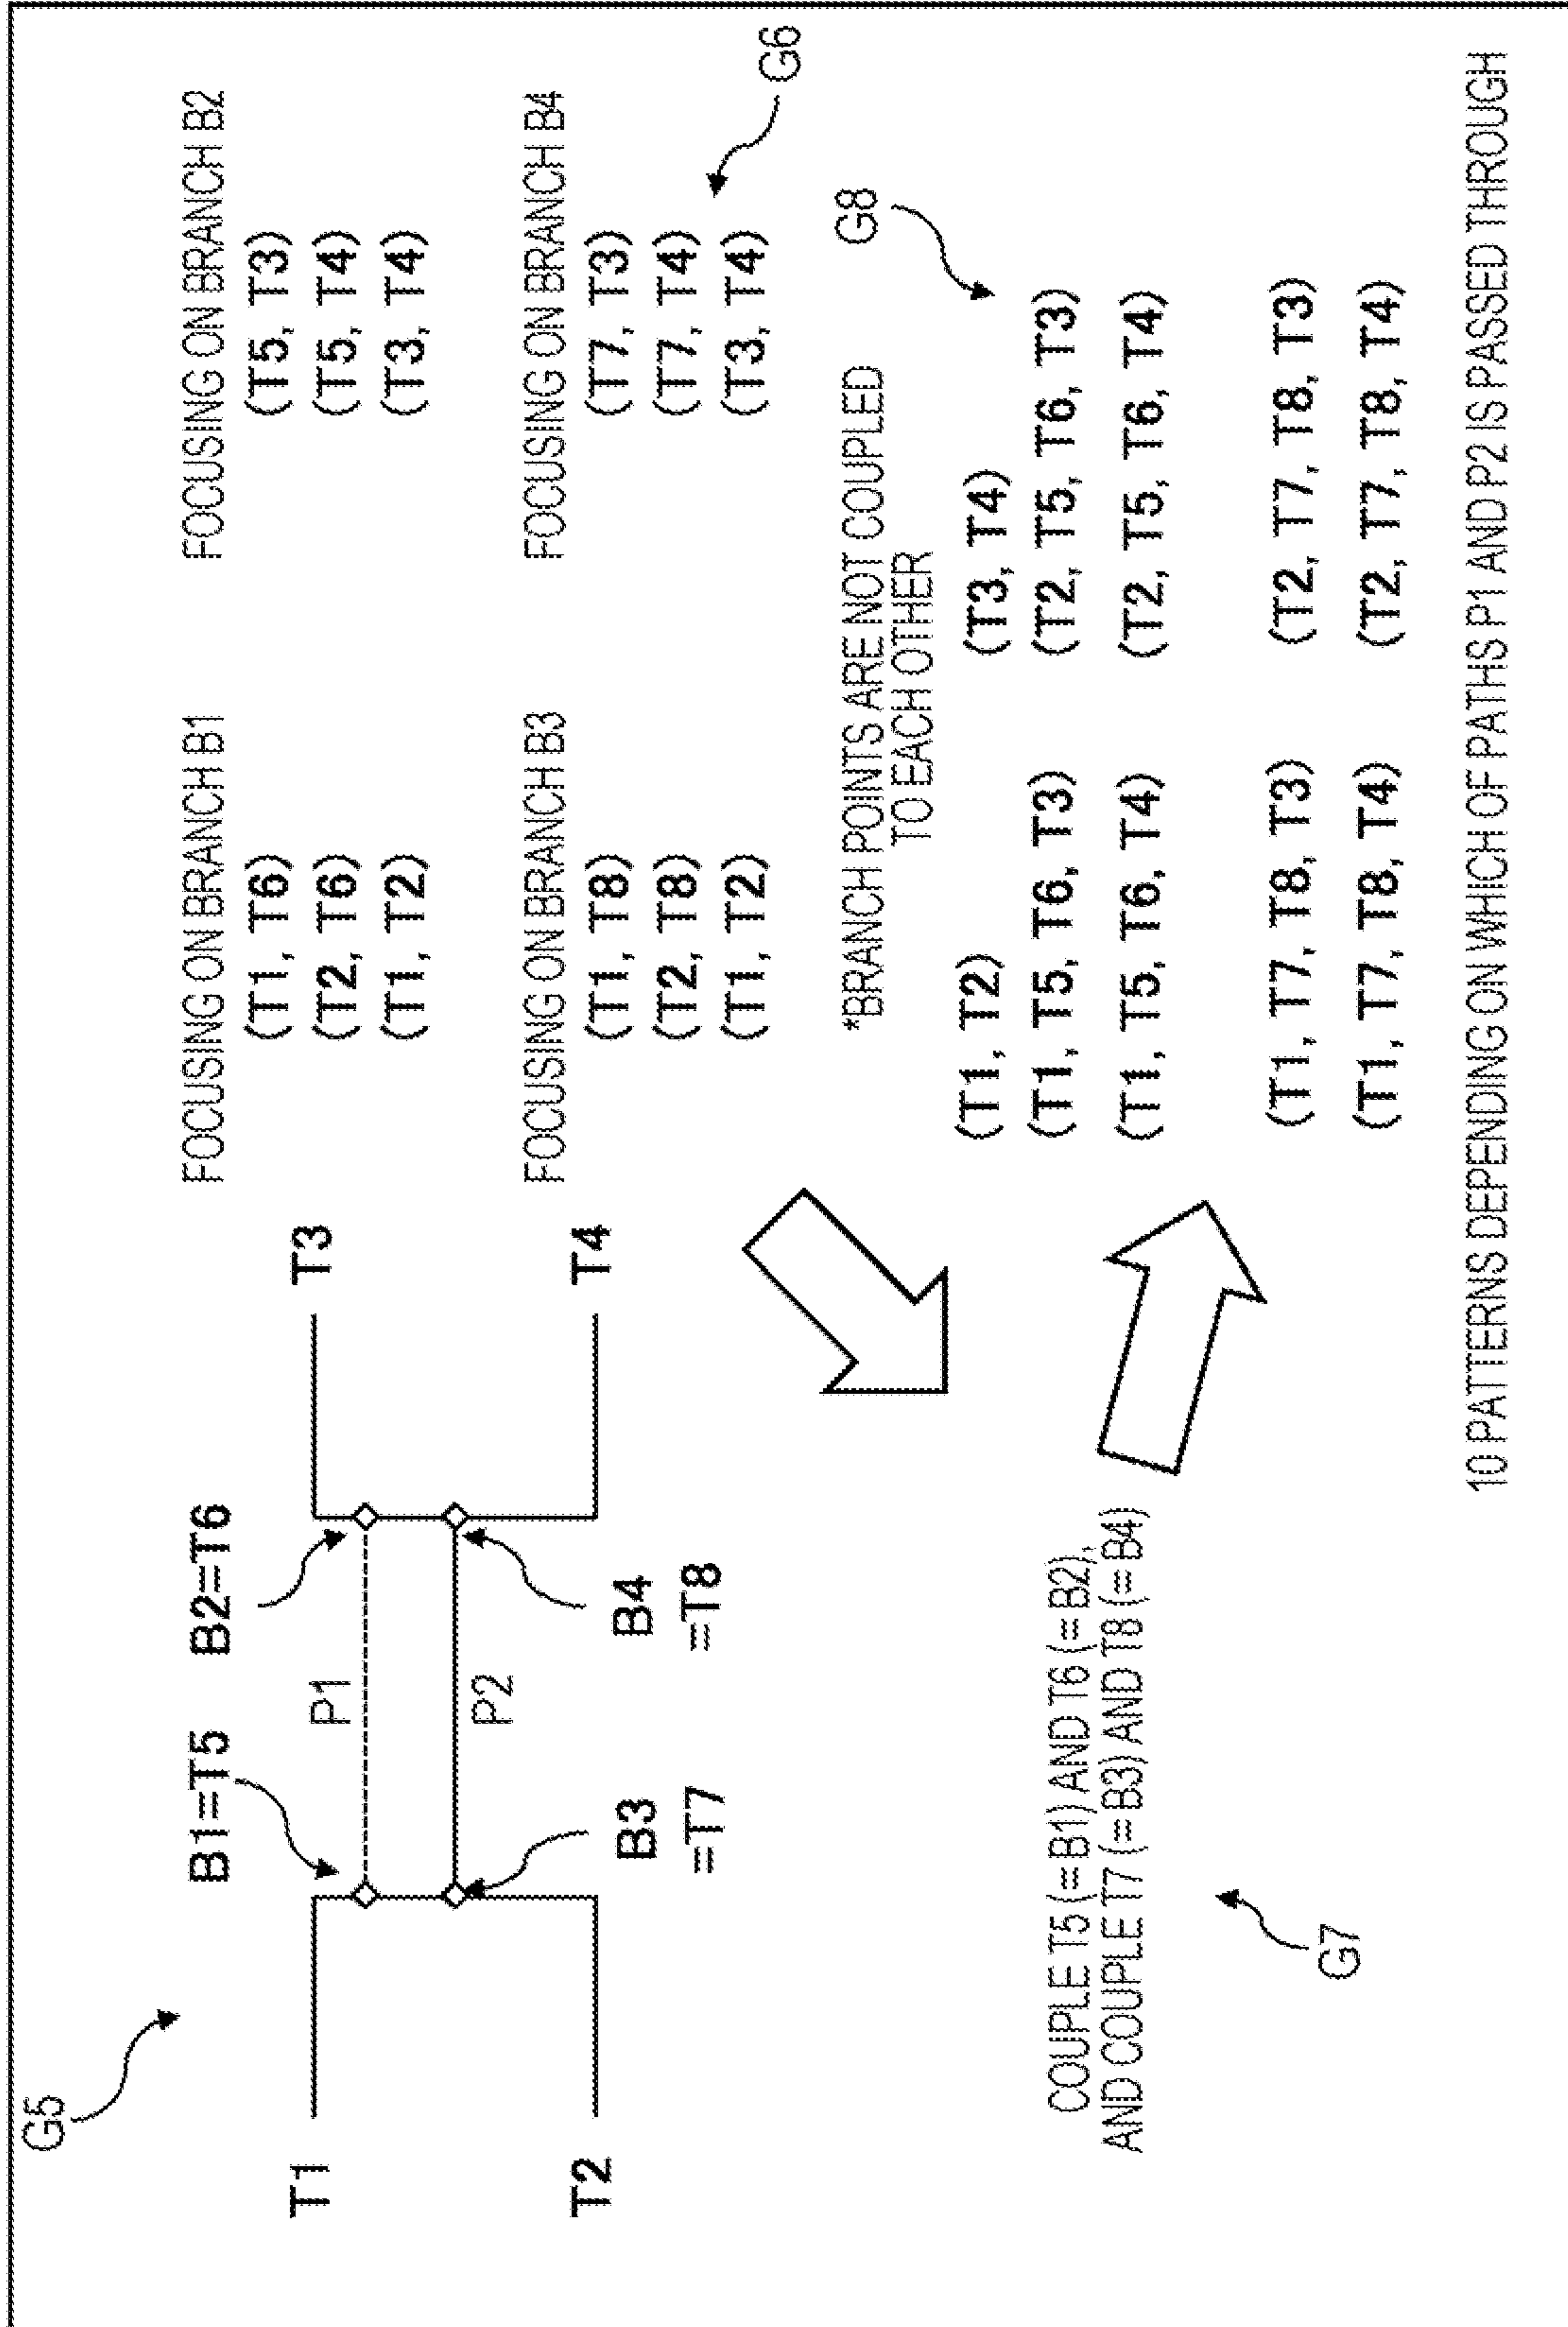 G5
T1
T2
B1=T5
B2=T6
P1
P2
B3
=T7
B4
=T8
T3
T4
FOCUSING ON BRANCH B1
(T1, T6)
(T2, T6)
(T1, T2)
FOCUSING ON BRANCH B2
(T5, T3)
(T5, T4)
(T3, T4)
FOCUSING ON BRANCH B3
(T1, T8)
(T2, T8)
(T1, T2)
FOCUSING ON BRANCH B4
(T7, T3)
(T7, T4)
(T3, T4)
G6
*BRANCH POINTS ARE NOT COUPLED
TO EACH OTHER
G8
COUPLE T5 (=B1) AND T6 (=B2),
AND COUPLE T7 (=B3) AND T8 (=B4)
G7
(T1, T2) (T3, T4)
(T1, T5, T6, T3) (T2, T5, T6, T3)
(T1, T5, T6, T4) (T2, T5, T6, T4)
(T1, T7, T8, T3) (T2, T7, T8, T3)
(T1, T7, T8, T4) (T2, T7, T8, T4)
10 PATTERNS DEPENDING ON WHICH OF PATHS P1 AND P2 IS PASSED THROUGH